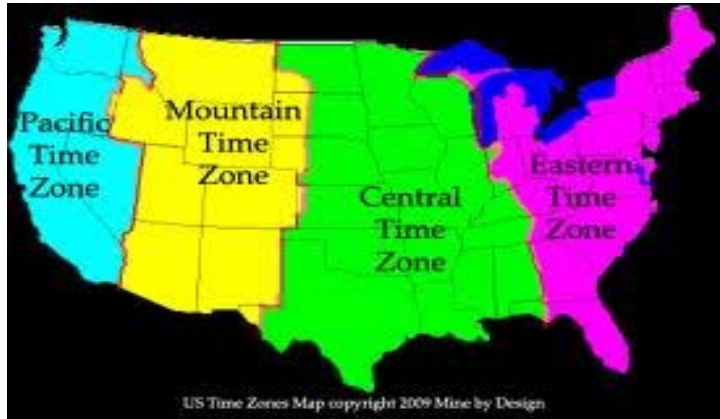 Pacific
Time
Zone
Mountain
Time
Zone
Central
Time
Zone
Eastern
Time
Zone
US Time Zones Map copyright 2009 Mine by Design